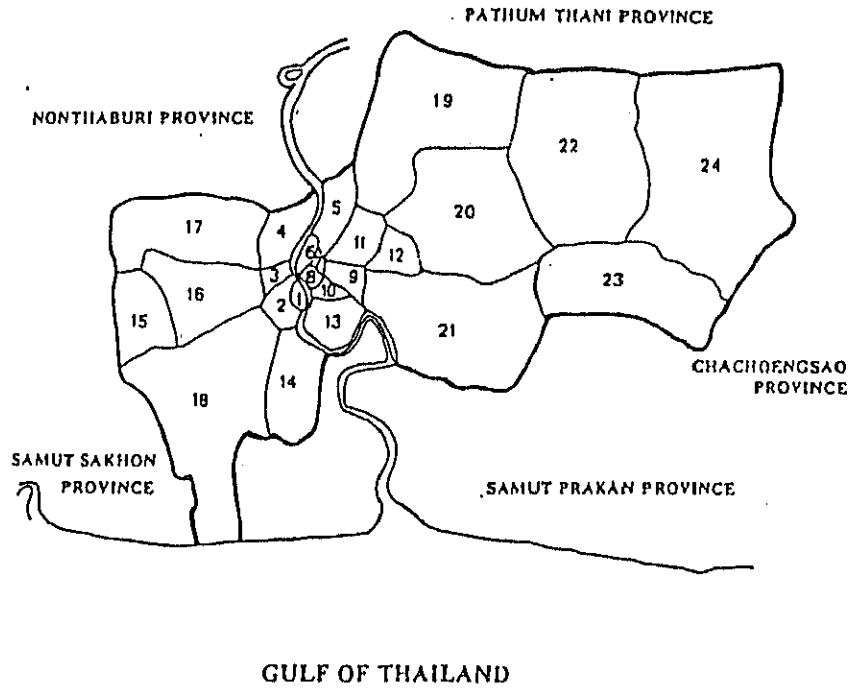 PATHUM THANI PROVINCE
NONTHABURI PROVINCE
19
22
24
5
4
17
20
11
12
6
3
8
9
16
10
23
1
2
15
13
21
14
18
CHACHOENGSAO
PROVINCE
SAMUT SAKHON
PROVINCE
SAMUT PRAKAN PROVINCE
GULF OF THAILAND